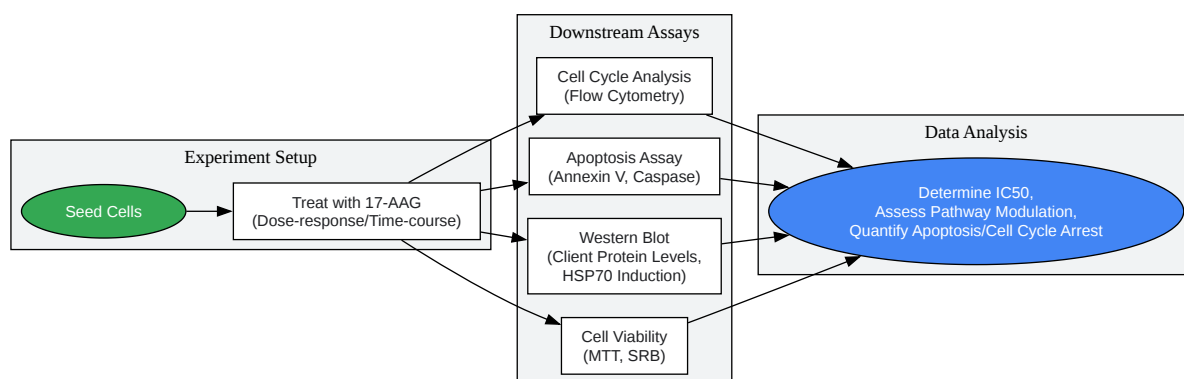 Experiment Setup
Seed Cells
Treat with 17-AAG
(Dose-response/Time-course)
Downstream Assays
Cell Cycle Analysis
(Flow Cytometry)
Apoptosis Assay
(Annexin V, Caspase)
Western Blot
(Client Protein Levels,
HSP70 Induction)
Cell Viability
(MTT, SRB)
Data Analysis
Determine IC50,
Assess Pathway Modulation,
Quantify Apoptosis/Cell Cycle Arrest